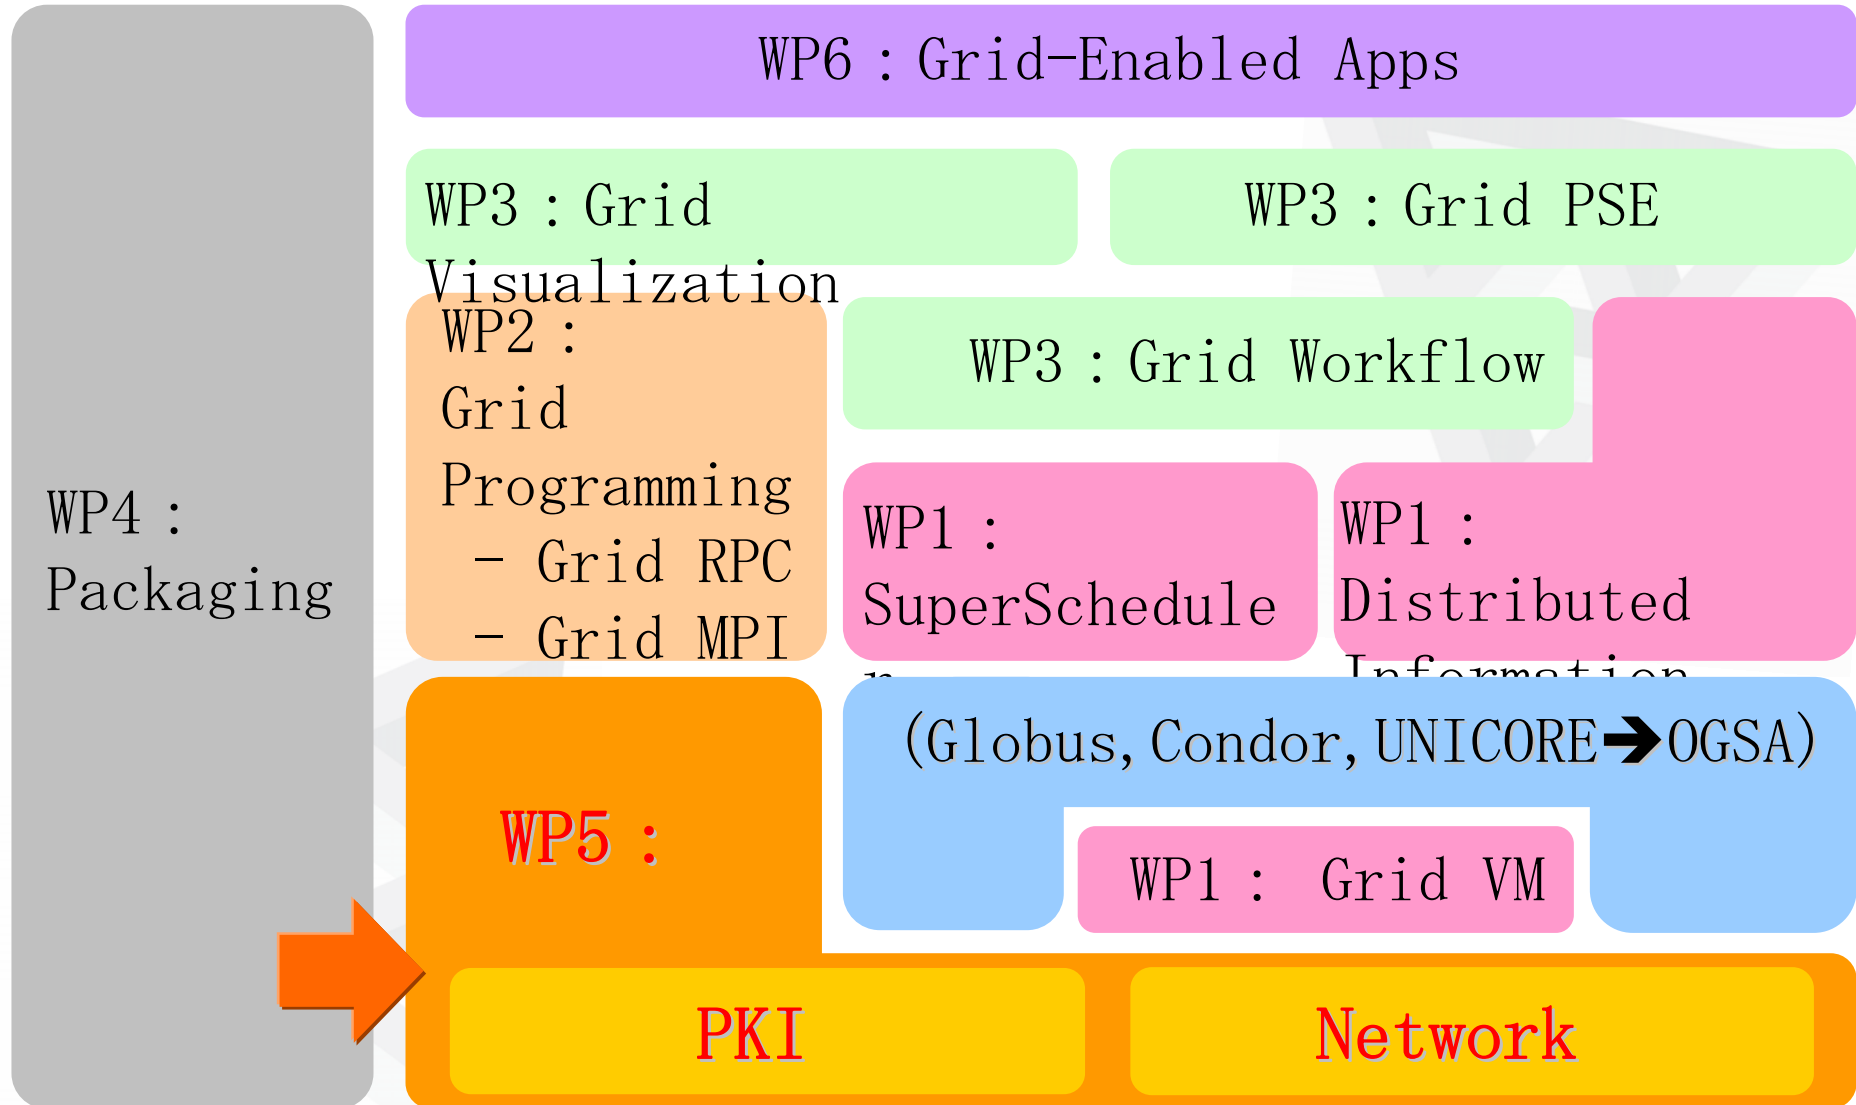 WP6：Grid-Enabled Apps
WP3：Grid
Visualization
WP3：Grid PSE
WP2：
Grid
Programming
- Grid RPC
- Grid MPI
WP3：Grid Workflow
WP4：
Packaging
WP1：
SuperSchedule
r
WP1：
Distributed
Information
(Globus,Condor,UNICORE➔OGSA)
WP5：
WP1： Grid VM
PKI
Network